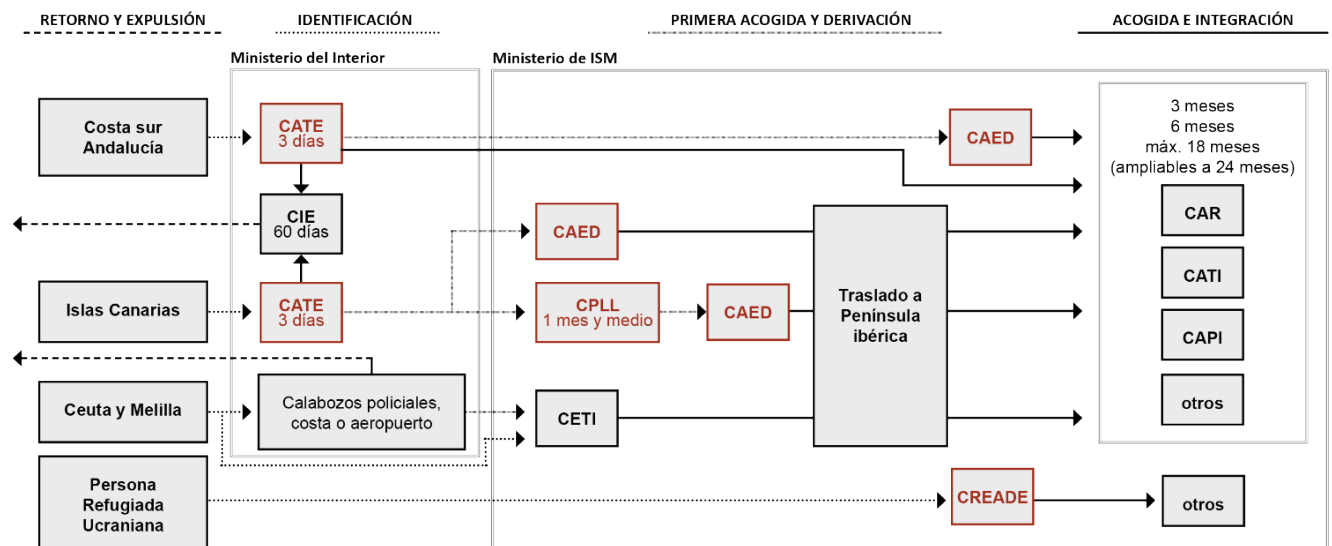 RETORNO Y EXPULSIÓN
IDENTIFICACIÓN
PRIMERA ACOGIDA Y DERIVACIÓN
ACOGIDA E INTEGRACIÓN
Ministerio del Interior
Ministerio de ISM
Costa sur
Andalucía
CATE
3 días
CAED
3 meses
6 meses
máx. 18 meses
(ampliables a 24 meses)
CIE
60 días
CAED
CAR
Islas Canarias
CATE
3 días
CPLL
1 mes y medio
CAED
Traslado a
Península
ibérica
CATI
CAPI
Ceuta y Melilla
Calabozos policiales,
costa o aeropuerto
CETI
otros
Persona
Refugiada
Ucraniana
CREADE
otros